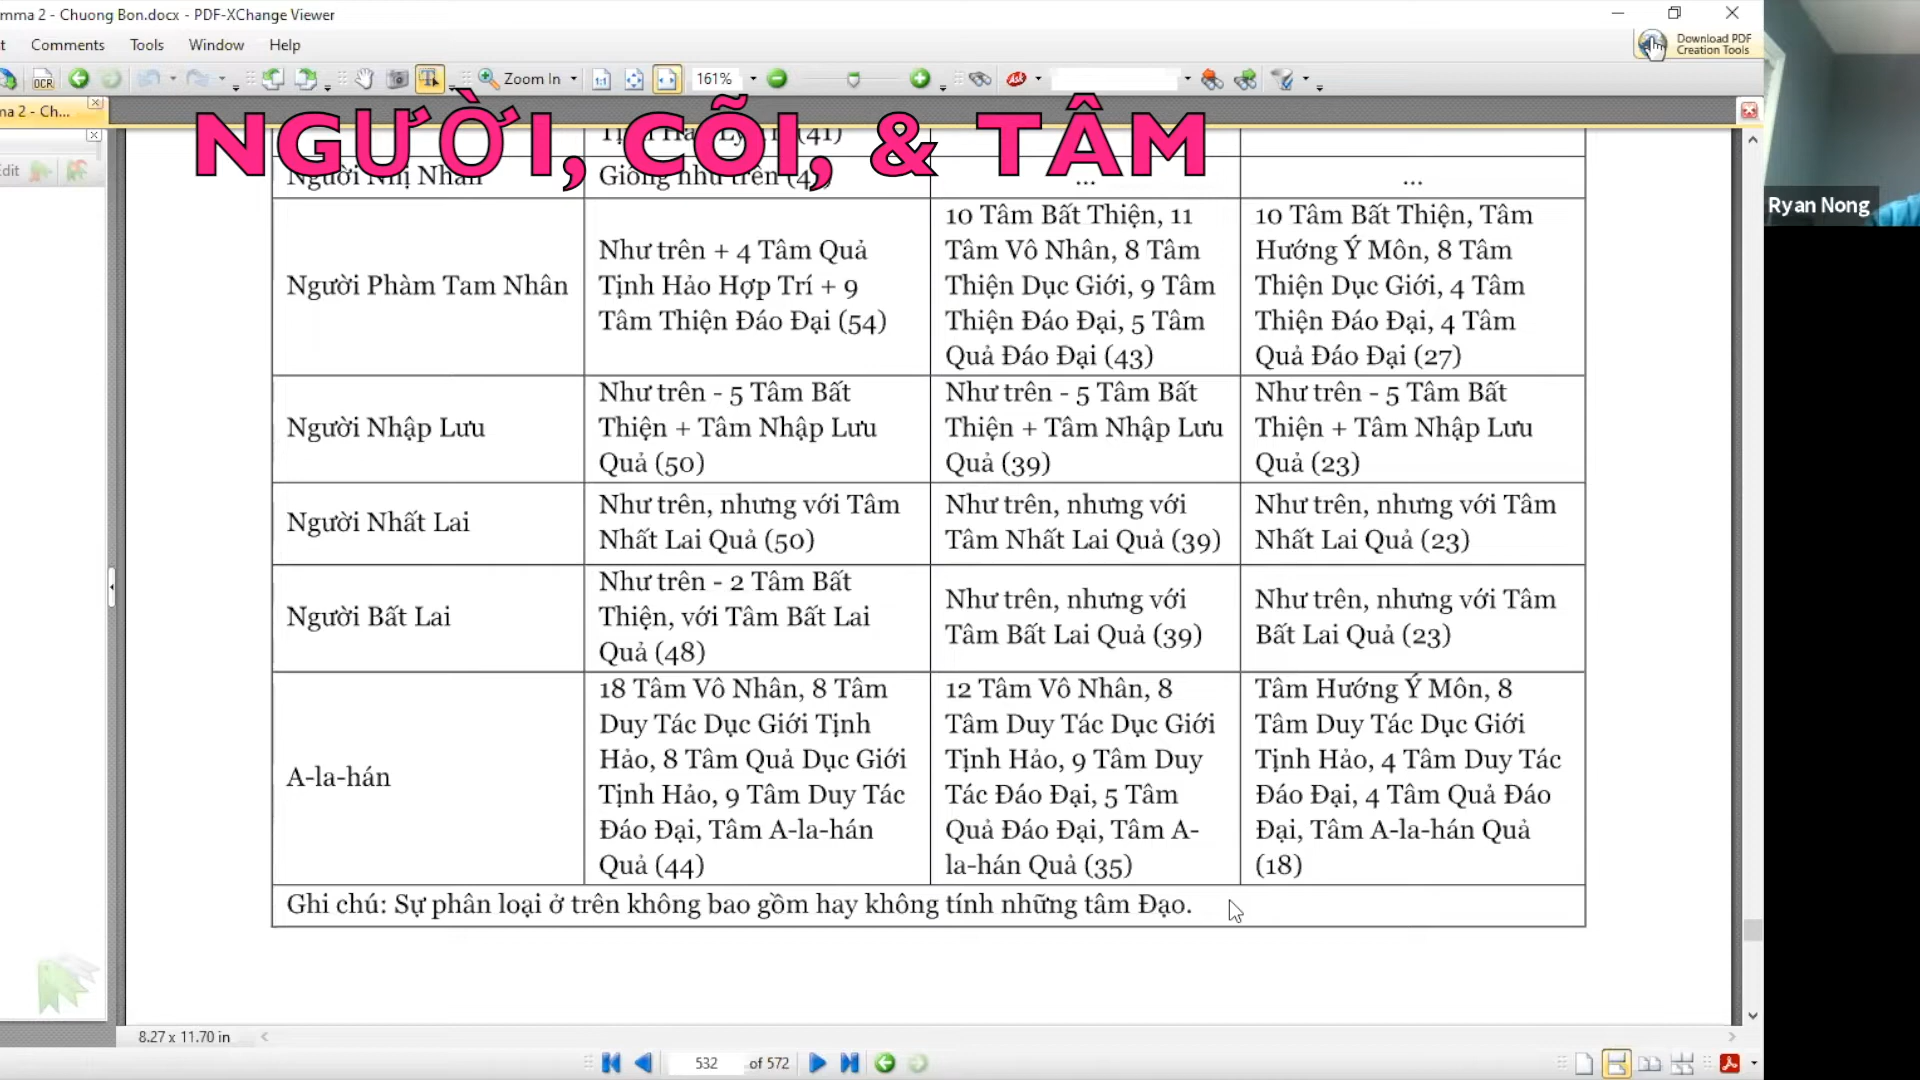 mma 2 - Chuong Bon.docx - PDF-XChange Viewer
t Comments Tools Window Help
Download PDF
Creation Tools
OCR Zoom In 161%
ma 2 - Ch...
NGƯỜI, CÕI, & TÂM
Edit
Người Nhị Nhân Giống như trên ... ...
Người Phàm Tam Nhân
Như trên + 4 Tâm Quả
Tịnh Hảo Hợp Trí + 9
Tâm Thiện Đáo Đại (54)
10 Tâm Bất Thiện, 11
Tâm Vô Nhân, 8 Tâm
Thiện Dục Giới, 9 Tâm
Thiện Đáo Đại, 5 Tâm
Quả Đáo Đại (43)
10 Tâm Bất Thiện, Tâm
Hướng Ý Môn, 8 Tâm
Thiện Dục Giới, 4 Tâm
Thiện Đáo Đại, 4 Tâm
Quả Đáo Đại (27)
Người Nhập Lưu
Như trên - 5 Tâm Bất
Thiện + Tâm Nhập Lưu
Quả (50)
Như trên - 5 Tâm Bất
Thiện + Tâm Nhập Lưu
Quả (39)
Như trên - 5 Tâm Bất
Thiện + Tâm Nhập Lưu
Quả (23)
Người Nhất Lai
Như trên, nhưng với Tâm
Nhất Lai Quả (50)
Như trên, nhưng với
Tâm Nhất Lai Quả (39)
Như trên, nhưng với Tâm
Nhất Lai Quả (23)
Người Bất Lai
Như trên - 2 Tâm Bất
Thiện, với Tâm Bất Lai
Quả (48)
Như trên, nhưng với
Tâm Bất Lai Quả (39)
Như trên, nhưng với Tâm
Bất Lai Quả (23)
A-la-hán
18 Tâm Vô Nhân, 8 Tâm
Duy Tác Dục Giới Tịnh
Hảo, 8 Tâm Quả Dục Giới
Tịnh Hảo, 9 Tâm Duy Tác
Đáo Đại, Tâm A-la-hán
Quả (44)
12 Tâm Vô Nhân, 8
Tâm Duy Tác Dục Giới
Tịnh Hảo, 9 Tâm Duy
Tác Đáo Đại, 5 Tâm
Quả Đáo Đại, Tâm A-
la-hán Quả (35)
Tâm Hướng Ý Môn, 8
Tâm Duy Tác Dục Giới
Tịnh Hảo, 4 Tâm Duy Tác
Đáo Đại, 4 Tâm Quả Đáo
Đại, Tâm A-la-hán Quả
(18)
Ghi chú: Sự phân loại ở trên không bao gồm hay không tính những tâm Đạo.
Ryan Nong
8.27 x 11.70 in
532 of 572